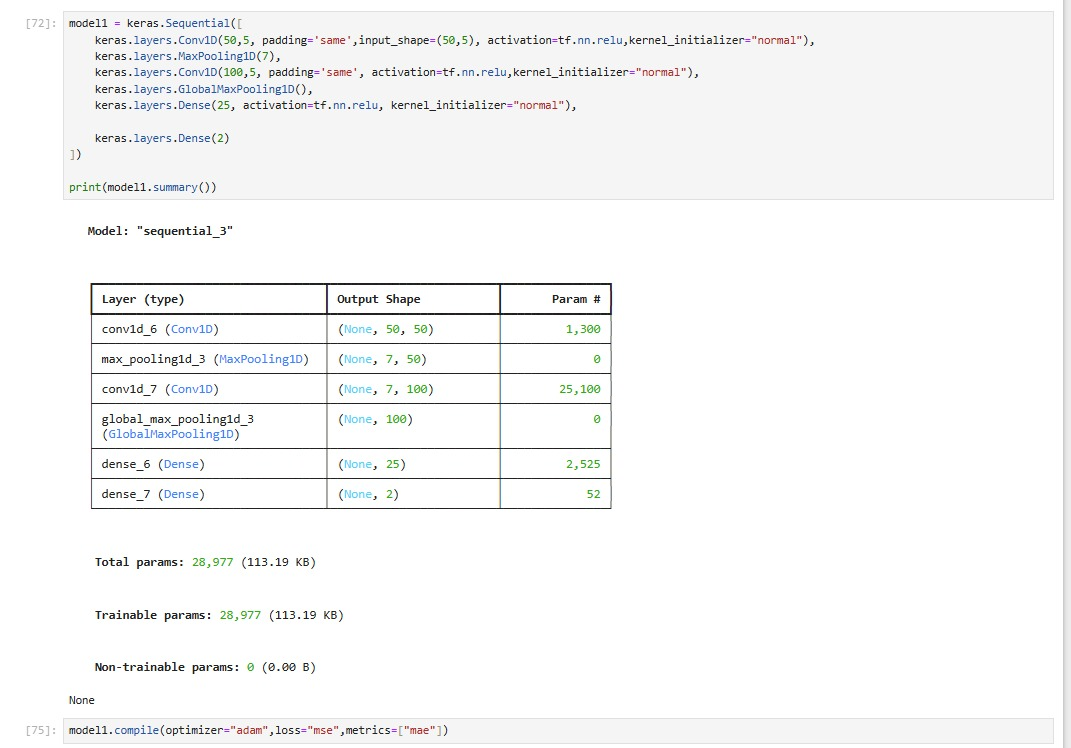 [72]: model1 = keras.Sequential([
keras.layers.Conv1D(50,5, padding='same',input_shape=(50,5), activation=tf.nn.relu,kernel_initializer="normal"),
keras.layers.MaxPooling1D(7),
keras.layers.Conv1D(100,5, padding='same', activation=tf.nn.relu,kernel_initializer="normal"),
keras.layers.GlobalMaxPooling1D(),
keras.layers.Dense(25, activation=tf.nn.relu, kernel_initializer="normal"),
keras.layers.Dense(2)
])
print(model1.summary())
Model: "sequential_3"
Layer (type) Output Shape Param #
conv1d_6 (Conv1D) (None, 50, 50) 1,300
max_pooling1d_3 (MaxPooling1D) (None, 7, 50) 0
conv1d_7 (Conv1D) (None, 7, 100) 25,100
global_max_pooling1d_3 (None, 100) 0
(GlobalMaxPooling1D)
dense_6 (Dense) (None, 25) 2,525
dense_7 (Dense) (None, 2) 52
Total params: 28,977 (113.19 KB)
Trainable params: 28,977 (113.19 KB)
Non-trainable params: 0 (0.00 B)
None
[75]: model1.compile(optimizer="adam",loss="mse",metrics=["mae"])